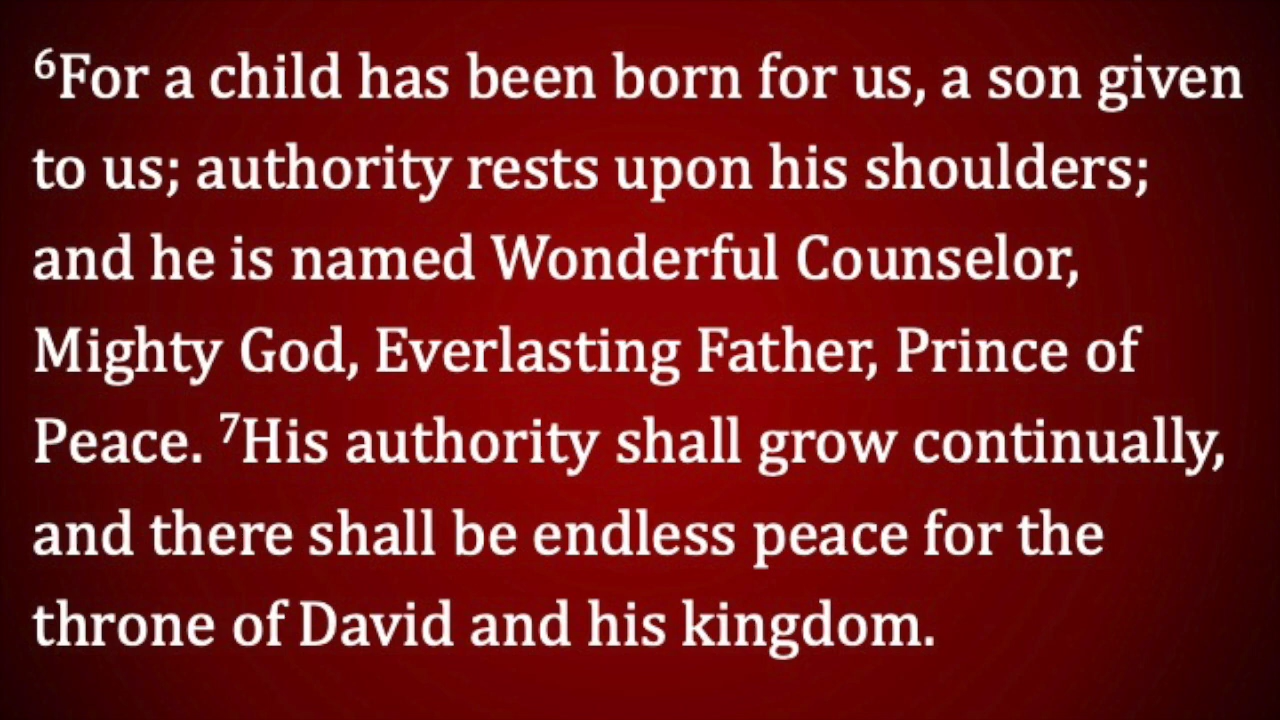 ⁶For a child has been born for us, a son given
to us; authority rests upon his shoulders;
and he is named Wonderful Counselor,
Mighty God, Everlasting Father, Prince of
Peace. ⁷His authority shall grow continually,
and there shall be endless peace for the
throne of David and his kingdom.